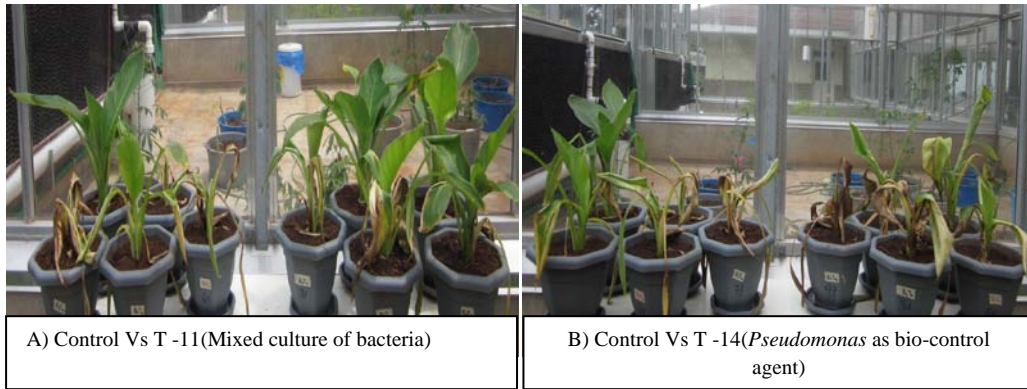 A) Control Vs T -11(Mixed culture of bacteria)
B) Control Vs T -14(Pseudomonas as bio-control
agent)